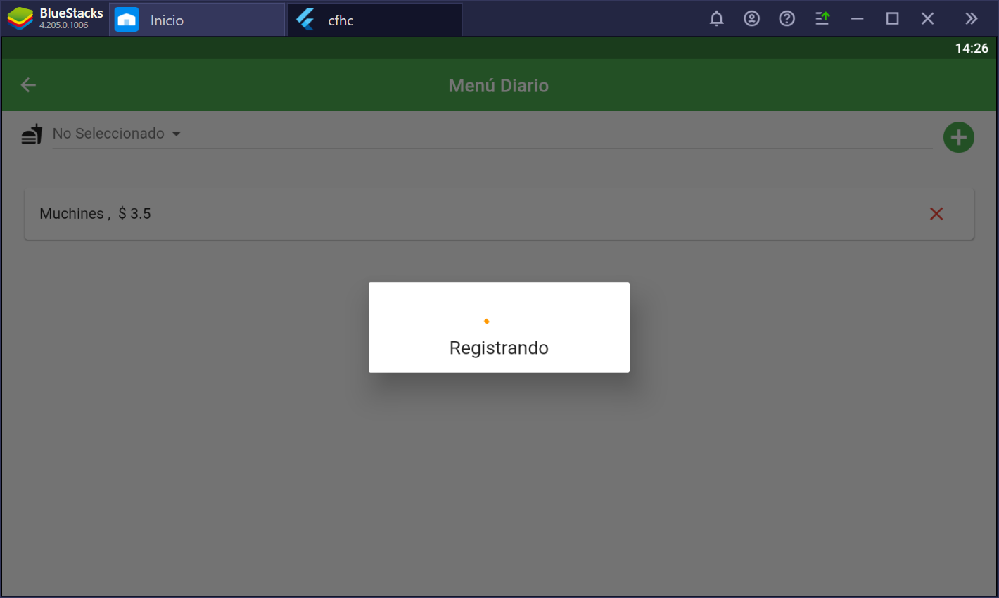 BlueStacks
4.205.0.1006
Inicio
cfhc
14:26
Menú Diario
No Seleccionado
Muchines ,  $ 3.5
Registrando